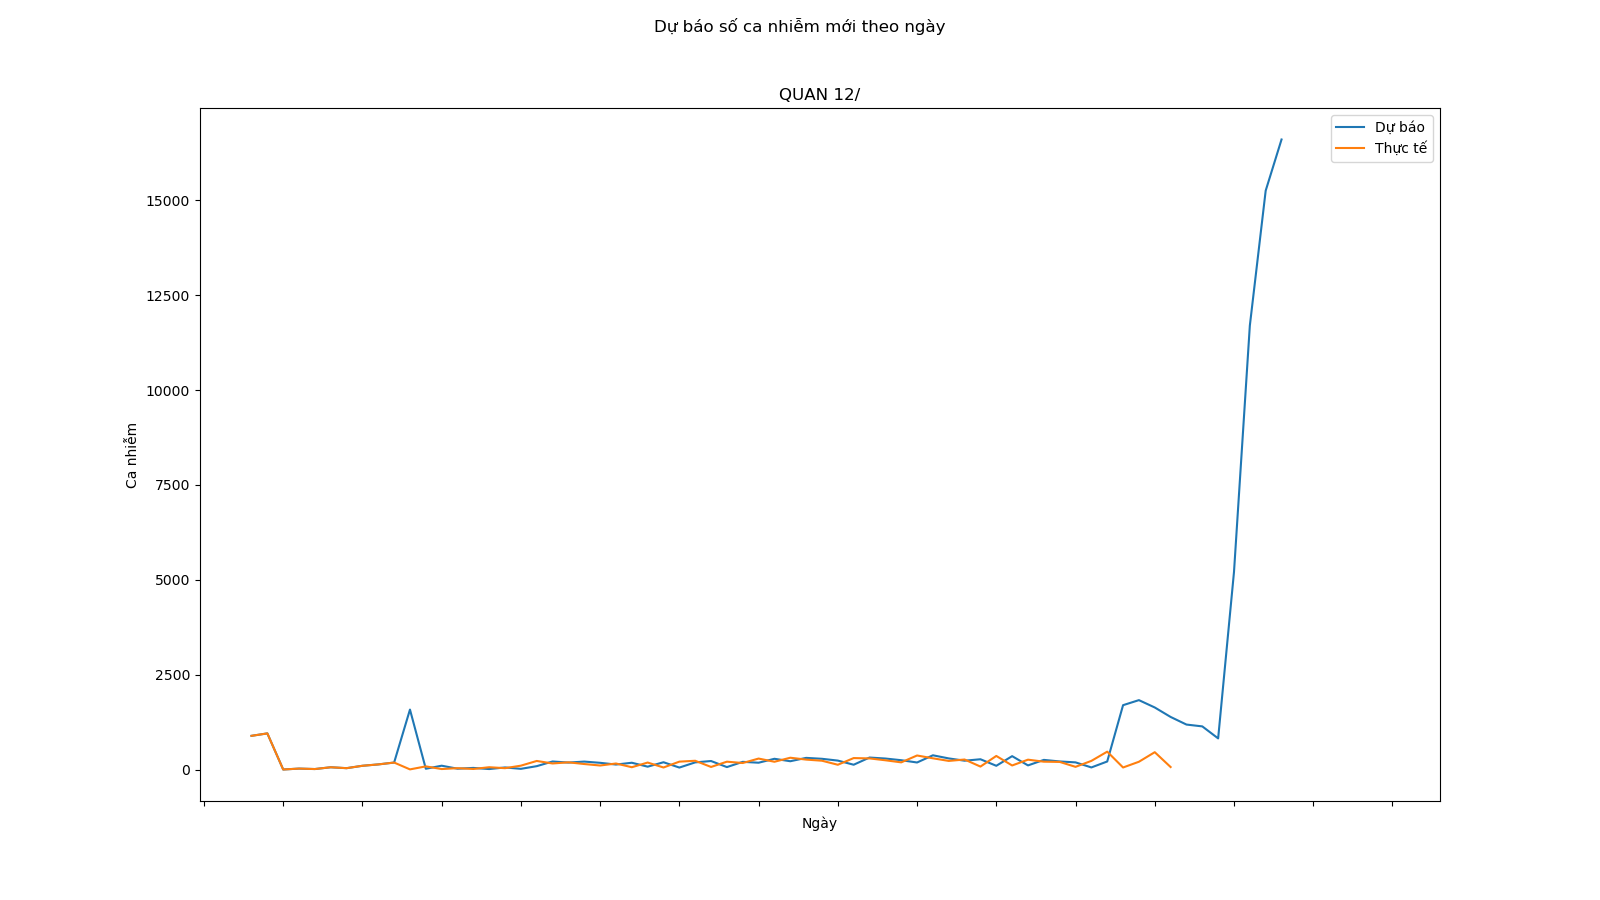 Dự báo số ca nhiễm mới theo ngày
QUAN 12/
Dự báo
Thực tế
15000
12500
10000
7500
5000
2500
0
Ca nhiễm
Ngày